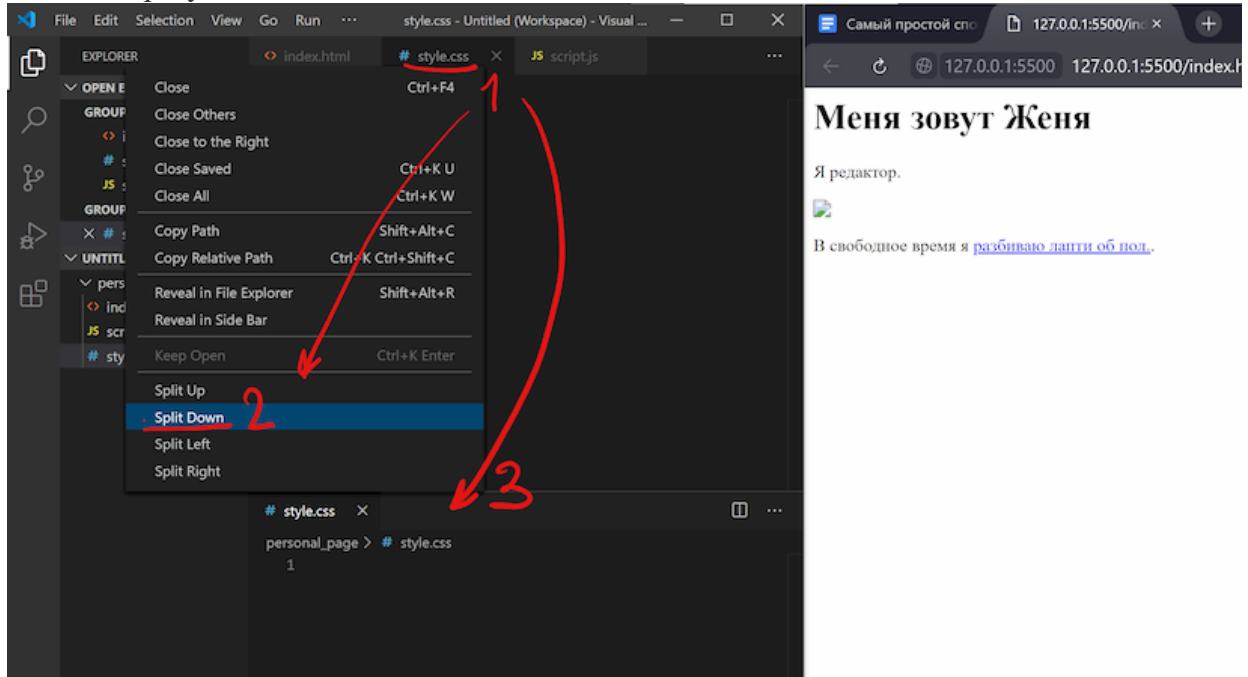 File Edit Selection View Go Run ··· style.css - Untitled (Workspace) - Visual ...
EXPLORER
<> index.html # style.css JS script.js ···
1
OPEN E
GROUP
<> i
# s
JS s
GROUP
# s
UNTITL
pers
<> ind
JS scr
# sty
Close Ctrl+F4
Close Others
Close to the Right
Close Saved Ctrl+K U
Close All Ctrl+K W
Copy Path Shift+Alt+C
Copy Relative Path Ctrl+K Ctrl+Shift+C
Reveal in File Explorer Shift+Alt+R
Reveal in Side Bar
Keep Open Ctrl+K Enter
Split Up
Split Down 2
Split Left
Split Right
3
# style.css ···
personal_page > # style.css
1
Самый простой спо 127.0.0.1:5500/ind
127.0.0.1:5500 127.0.0.1:5500/index.h
Меня зовут Женя
Я редактор.
В свободное время я разбиваю лапти об пол..